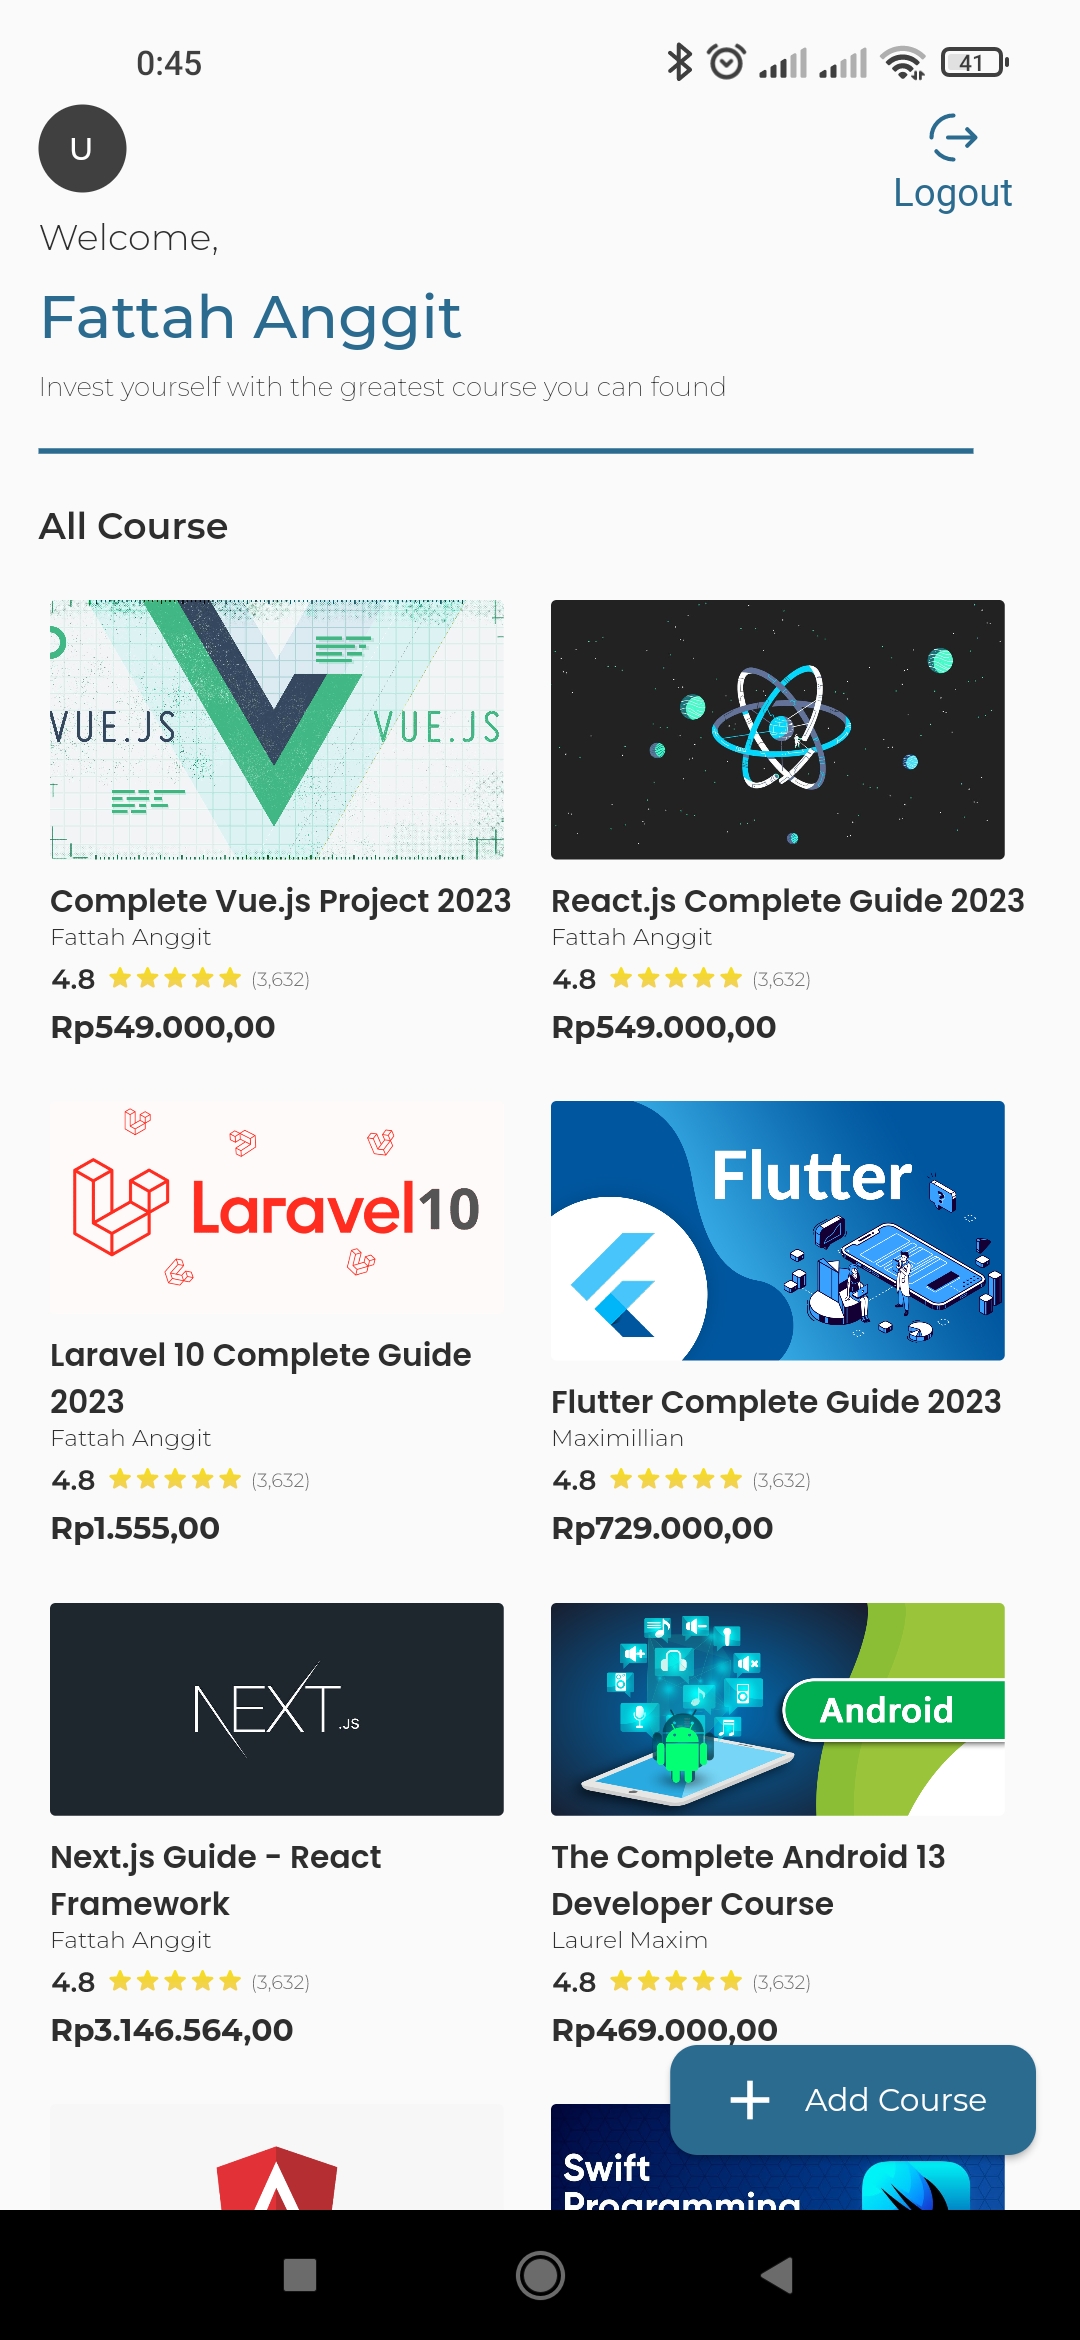 0:45
41
U
Logout
Welcome,
Fattah Anggit
Invest yourself with the greatest course you can found
All Course
VUE.JS
VUE.JS
Complete Vue.js Project 2023
Fattah Anggit
4.8 (3,632)
Rp549.000,00
React.js Complete Guide 2023
Fattah Anggit
4.8 (3,632)
Rp549.000,00
Laravel10
Laravel 10 Complete Guide
2023
Fattah Anggit
4.8 (3,632)
Rp1.555,00
Flutter
Flutter Complete Guide 2023
Maximillian
4.8 (3,632)
Rp729.000,00
NEXT.JS
Next.js Guide - React
Framework
Fattah Anggit
4.8 (3,632)
Rp3.146.564,00
Android
The Complete Android 13
Developer Course
Laurel Maxim
4.8 (3,632)
Rp469.000,00
Add Course
Swift
Programming